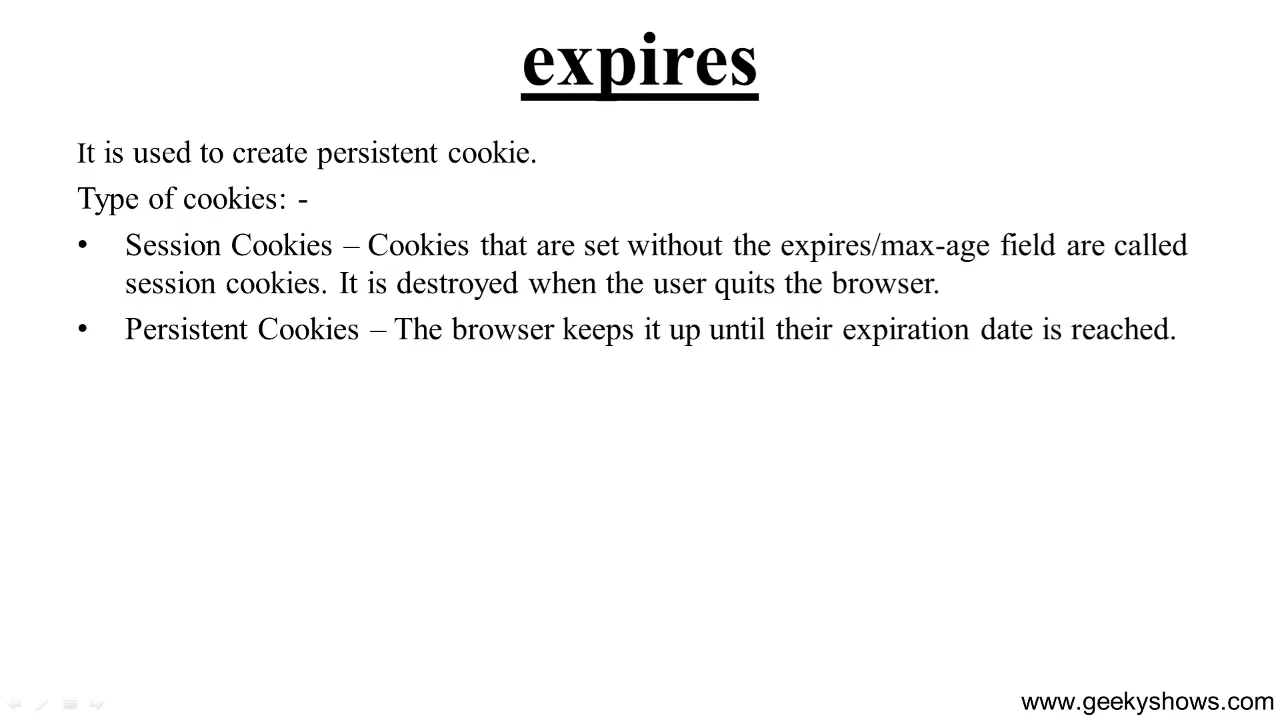 expires
It is used to create persistent cookie.
Type of cookies: -
• Session Cookies – Cookies that are set without the expires/max-age field are called
session cookies. It is destroyed when the user quits the browser.
• Persistent Cookies – The browser keeps it up until their expiration date is reached.
www.geekyshows.com